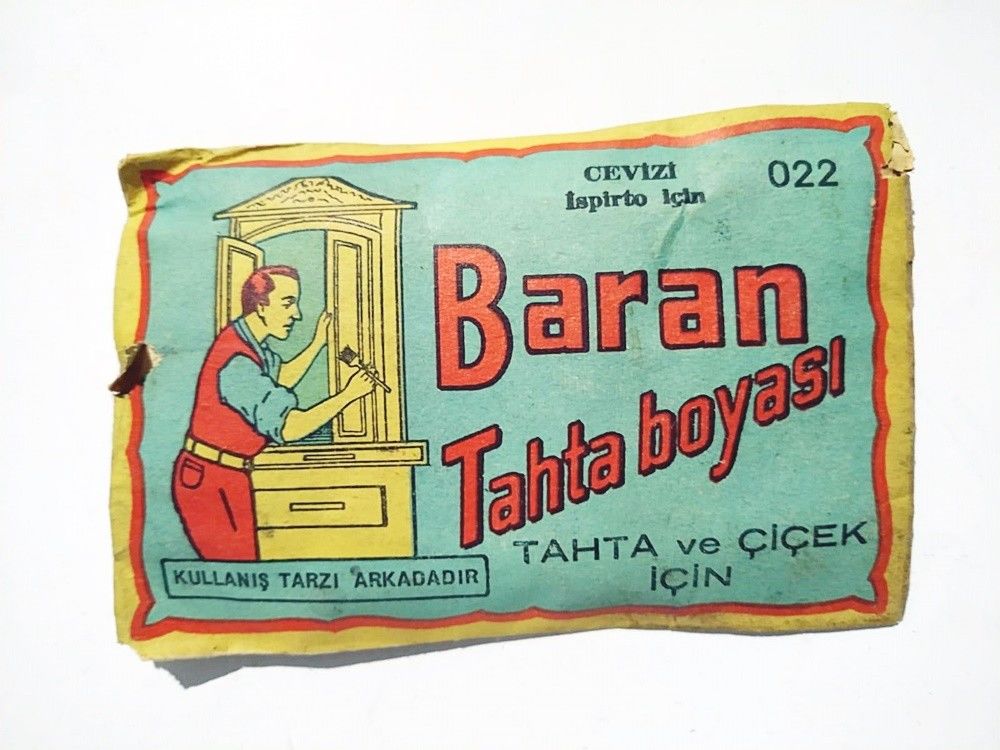 CEVİZİ
İspirto için
022
Baran
Tahta boyası
TAHTA ve ÇİÇEK
İÇİN
KULLANIŞ TARZI ARKADADIR